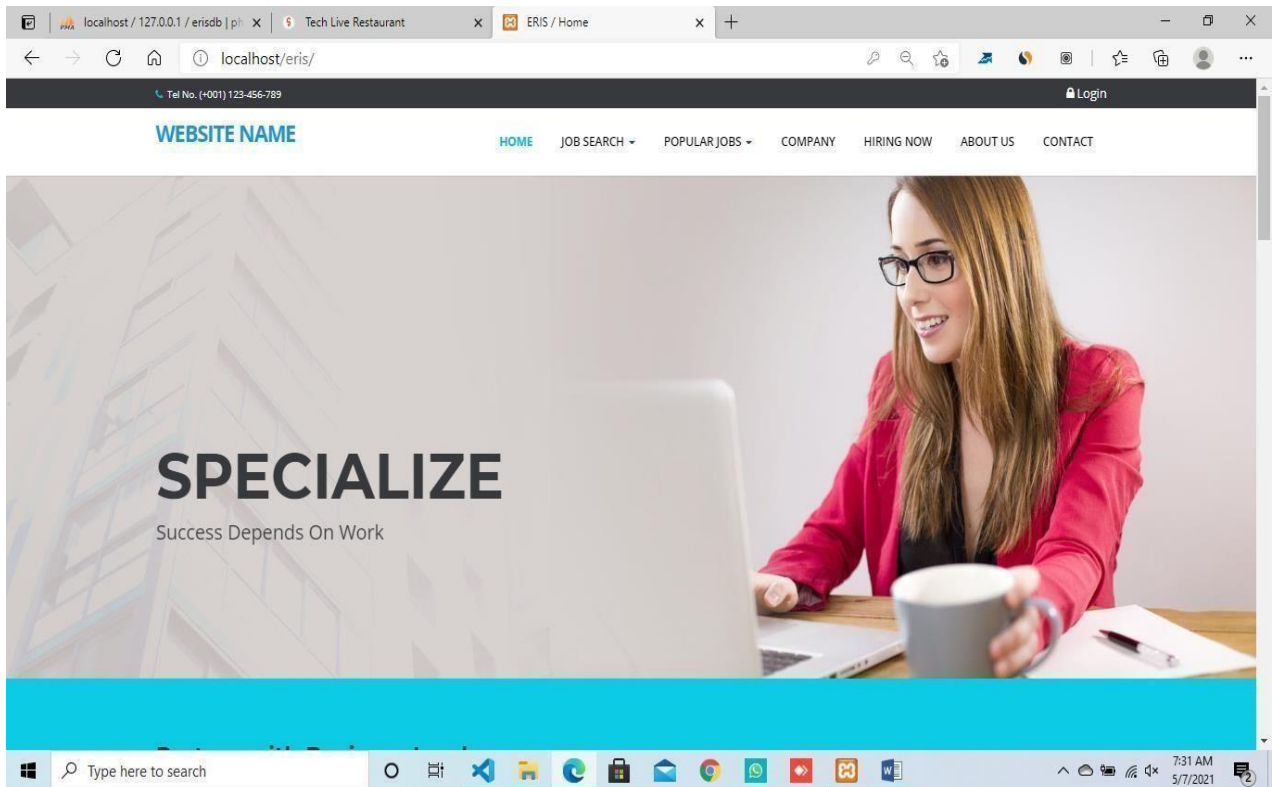 localhost / 127.0.0.1 / erisdb | ph
Tech Live Restaurant
ERIS / Home
localhost/eris/
Tel No. (+001) 123-456-789
Login
WEBSITE NAME
HOME JOB SEARCH POPULAR JOBS COMPANY HIRING NOW ABOUT US CONTACT
SPECIALIZE
Success Depends On Work
Type here to search
7:31 AM
5/7/2021
2